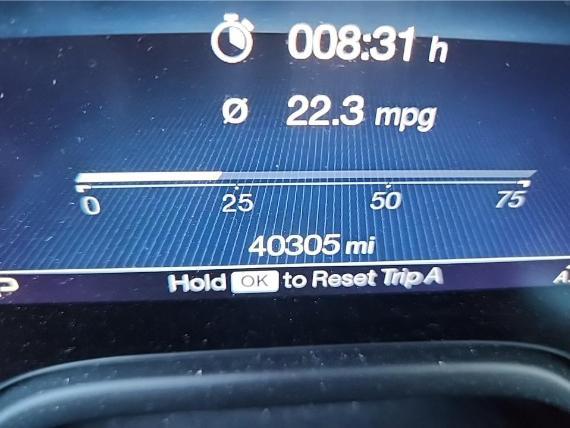 008:31 h
Ø 22.3 mpg
0 25 50 75
40305 mi
Hold OK to Reset Trip A